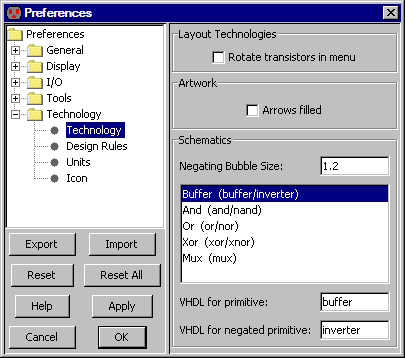 Preferences
Preferences
General
Display
I/O
Tools
Technology
Technology
Design Rules
Units
Icon
Export
Import
Reset
Reset All
Help
Apply
Cancel
OK
Layout Technologies
Rotate transistors in menu
Artwork
Arrows filled
Schematics
Negating Bubble Size: 1.2
Buffer (buffer/inverter)
And (and/nand)
Or (or/nor)
Xor (xor/xnor)
Mux (mux)
VHDL for primitive: buffer
VHDL for negated primitive: inverter